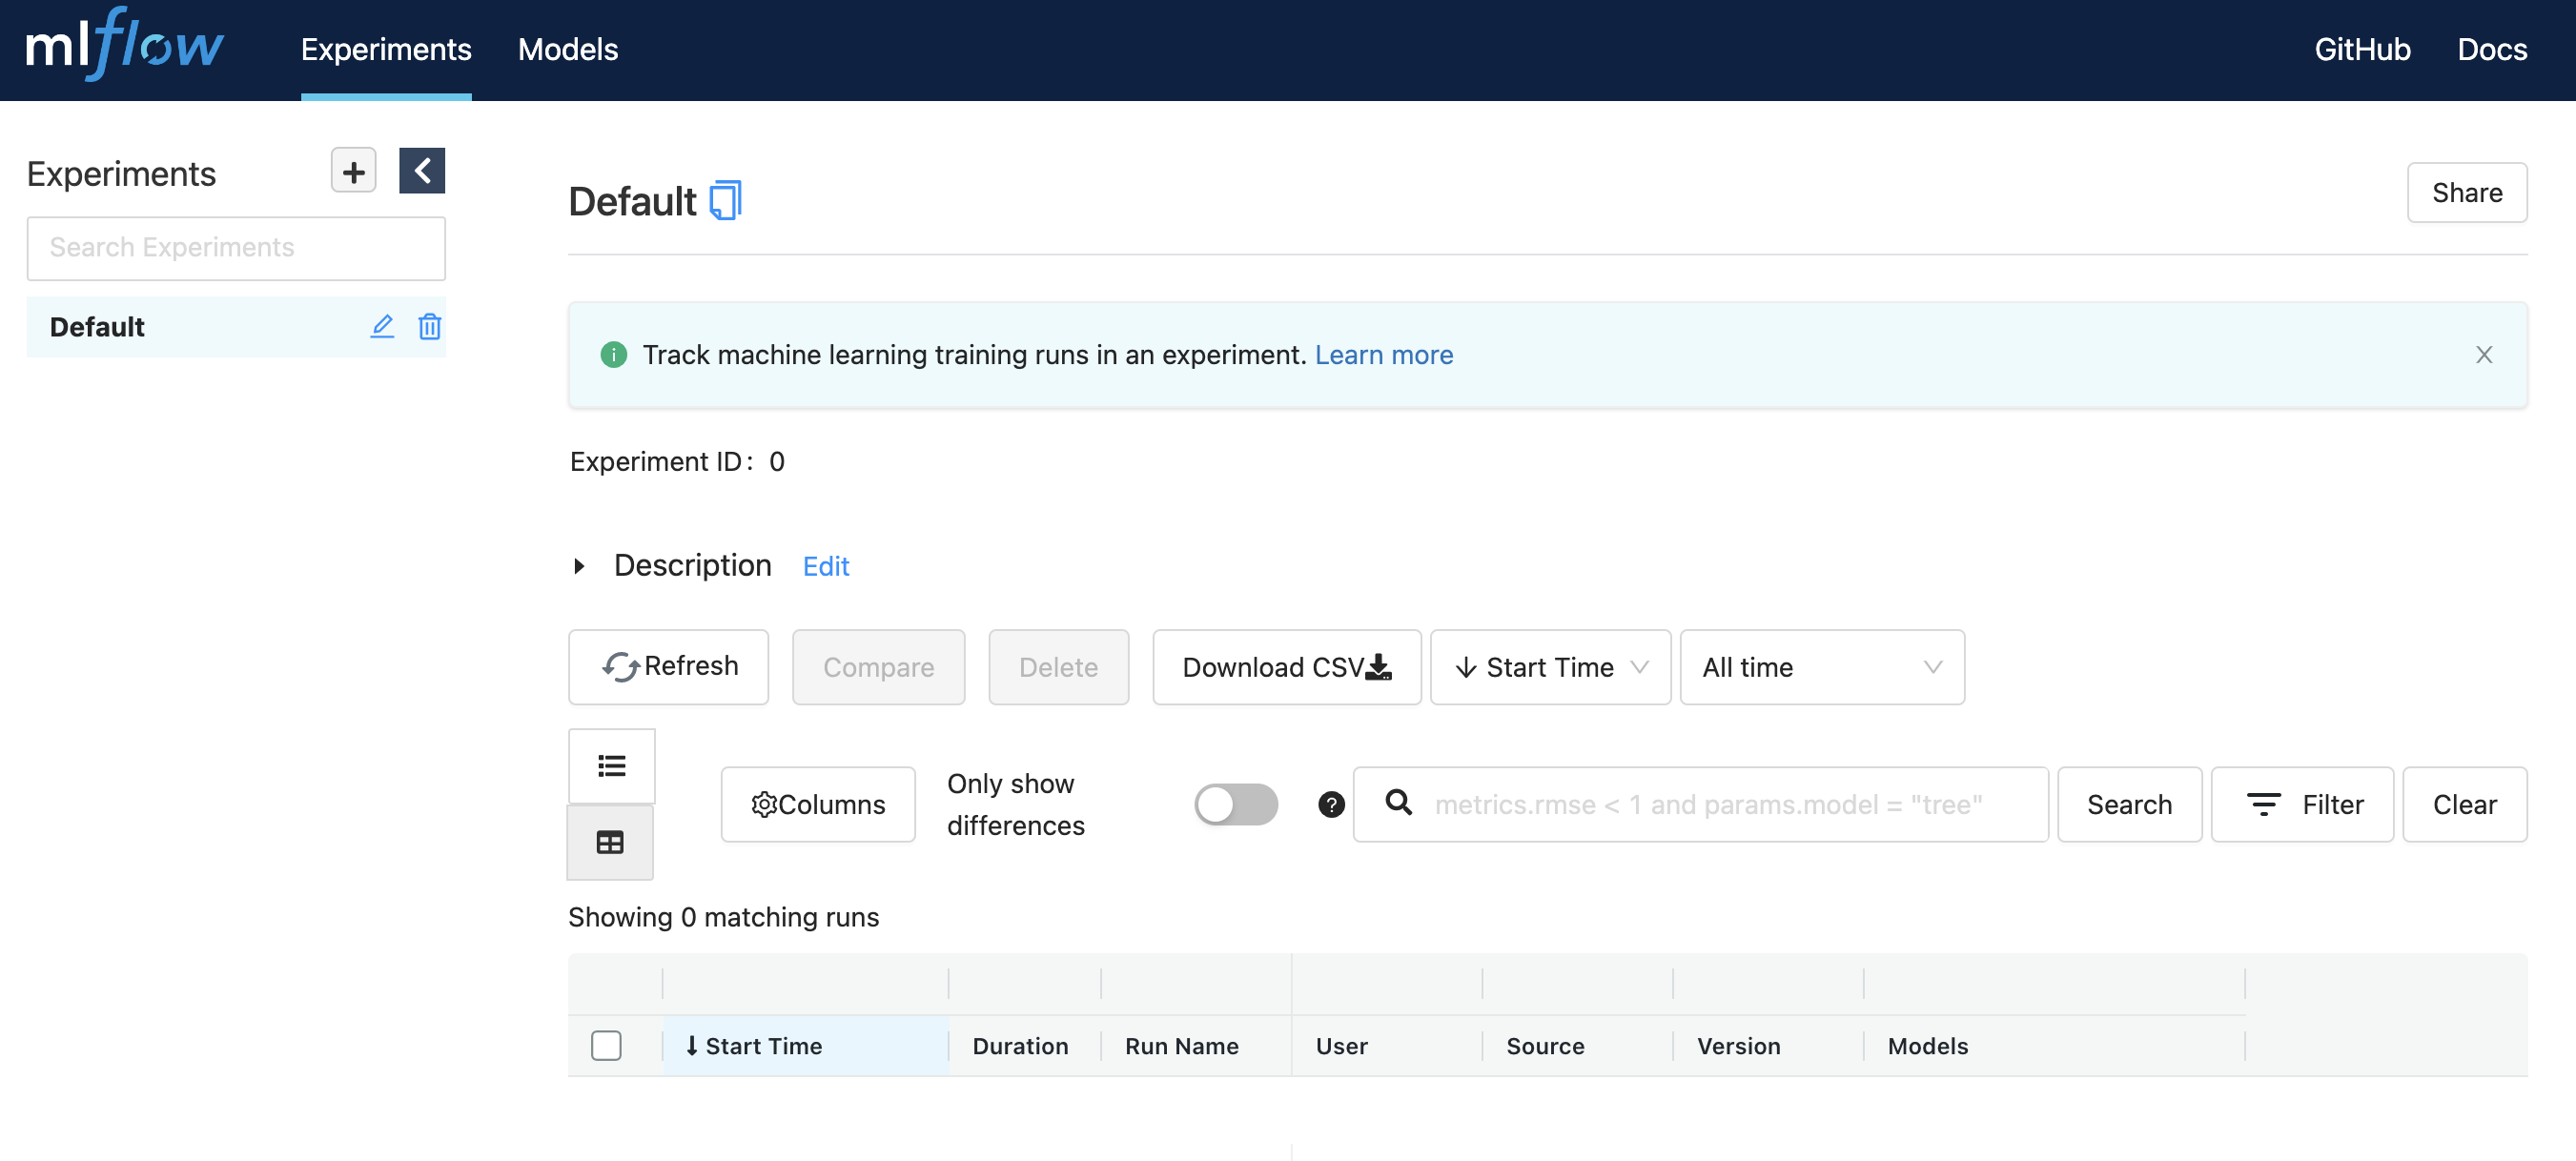 mlflow Experiments Models GitHub Docs
Experiments
Search Experiments
Default
Default
Share
Track machine learning training runs in an experiment. Learn more
Experiment ID: 0
Description Edit
Refresh Compare Delete Download CSV Start Time All time
Columns
Only show
differences
metrics.rmse < 1 and params.model = "tree"
Search Filter Clear
Showing 0 matching runs
Start Time Duration Run Name User Source Version Models